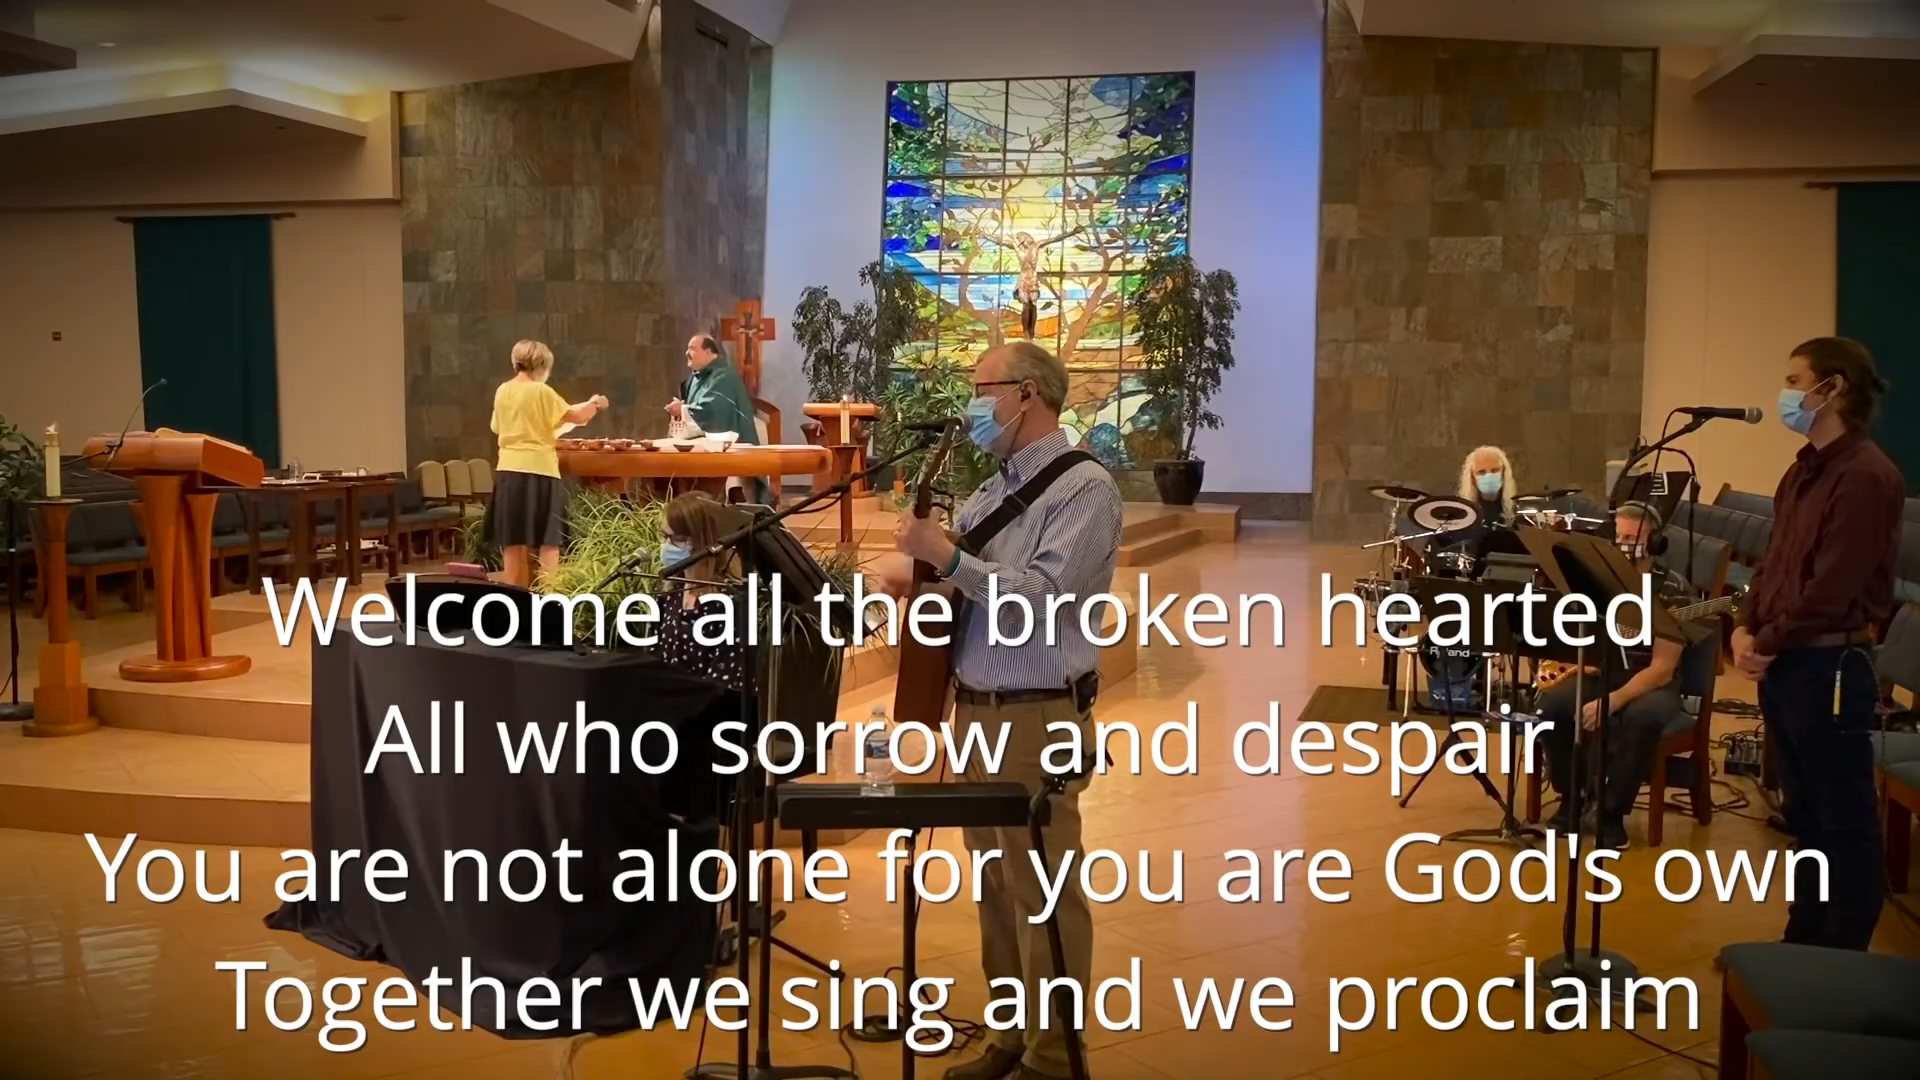 Welcome all the broken hearted
All who sorrow and despair
You are not alone for you are God's own
Together we sing and we proclaim
Roland